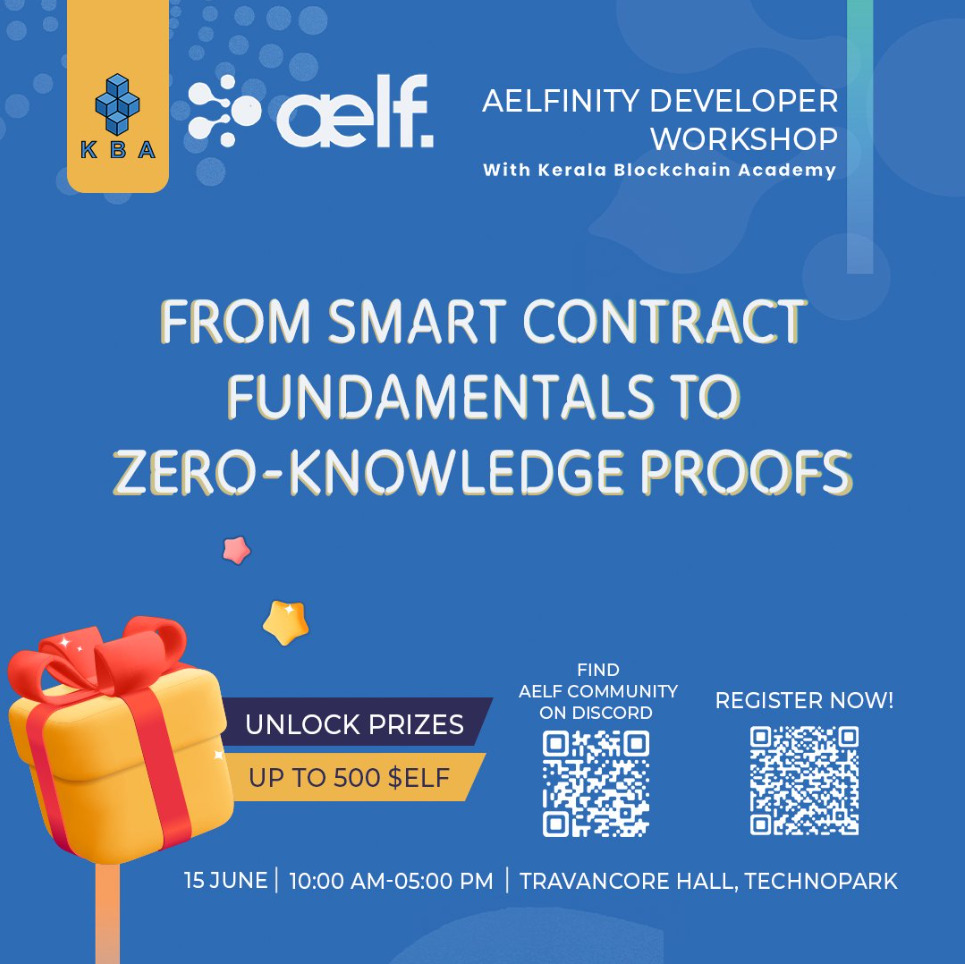 KBA
aelf.
AELFINITY DEVELOPER
WORKSHOP
With Kerala Blockchain Academy
FROM SMART CONTRACT
FUNDAMENTALS TO
ZERO-KNOWLEDGE PROOFS
UNLOCK PRIZES
UP TO 500 $ELF
FIND
AELF COMMUNITY
ON DISCORD
REGISTER NOW!
15 JUNE | 10:00 AM-05:00 PM | TRAVANCORE HALL, TECHNOPARK